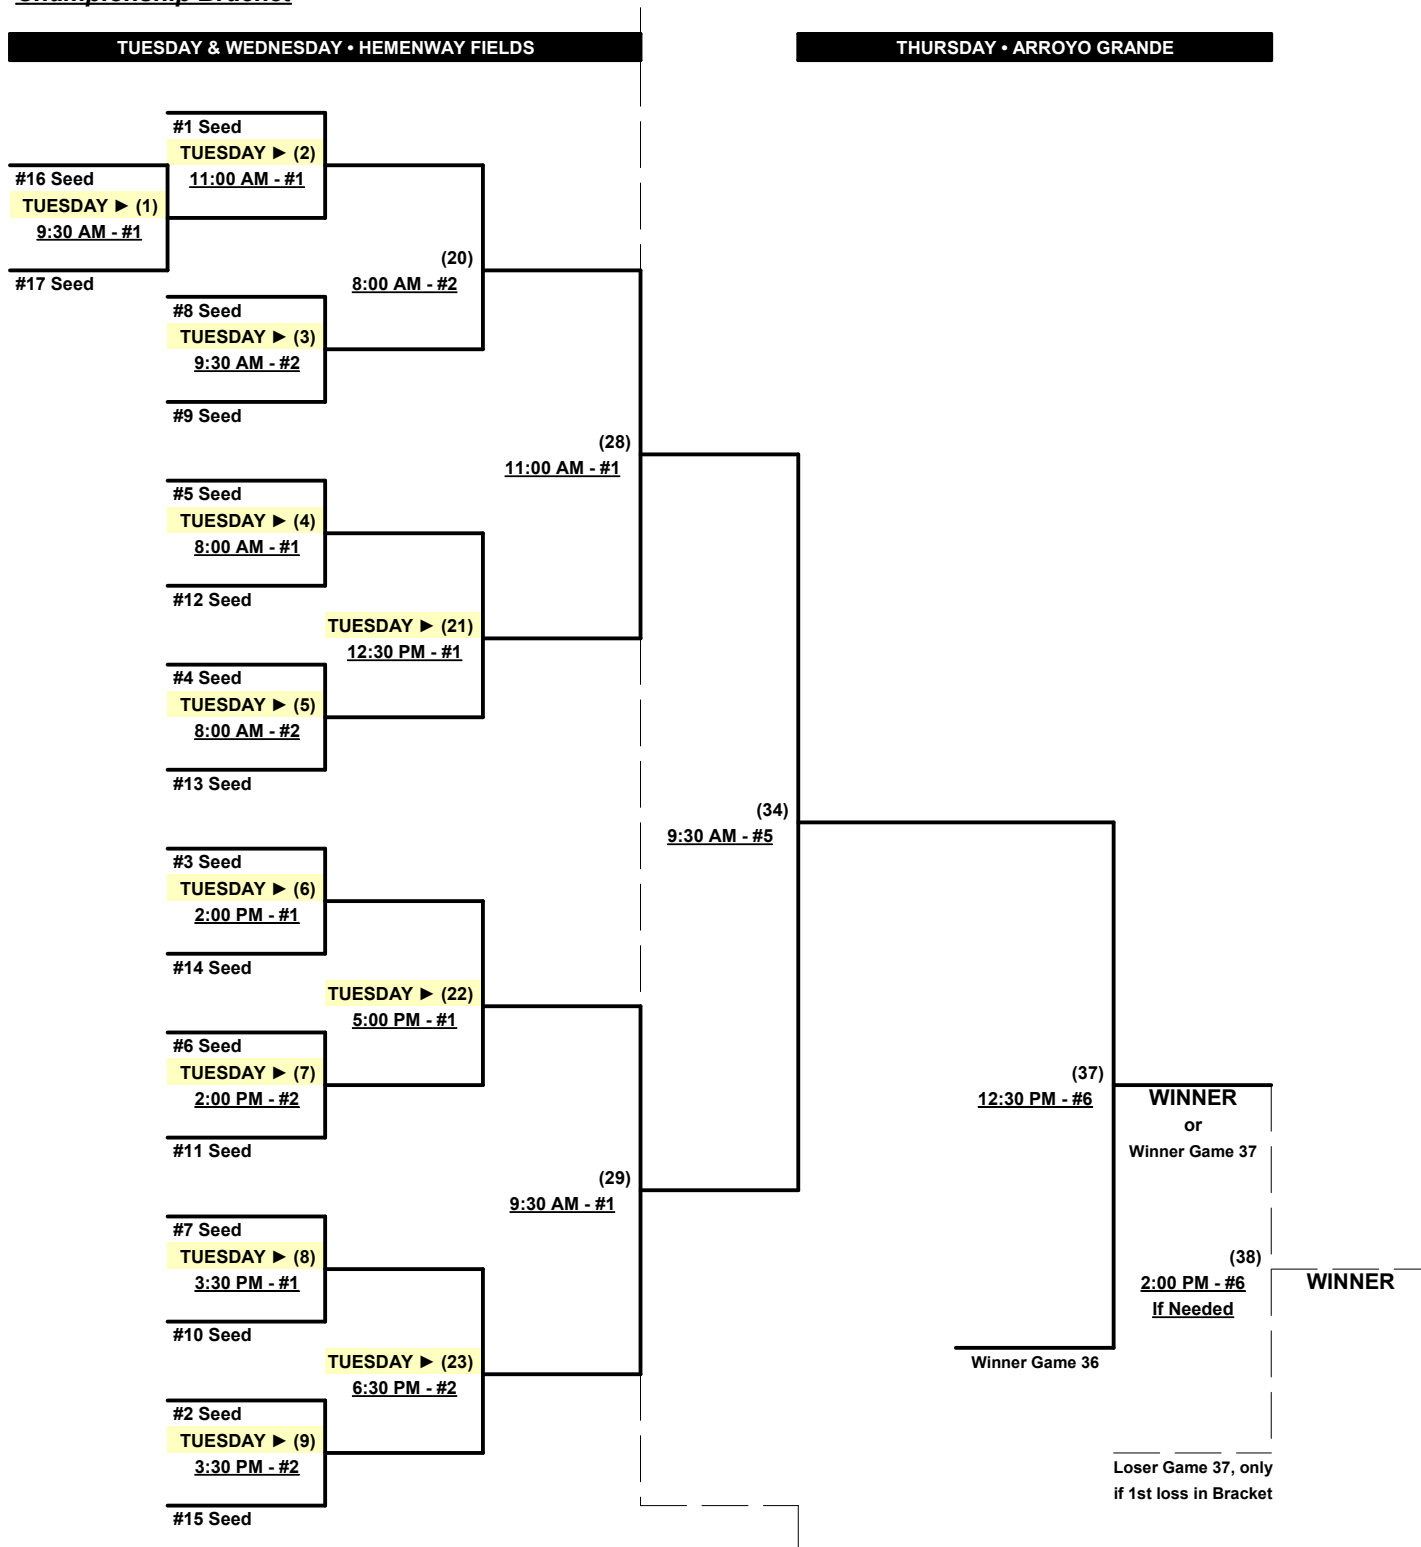 Championship Bracket
TUESDAY & WEDNESDAY • HEMENWAY FIELDS
THURSDAY • ARROYO GRANDE
#1 Seed
TUESDAY ► (2)
11:00 AM - #1
#16 Seed
TUESDAY ► (1)
9:30 AM - #1
#17 Seed
(20)
8:00 AM - #2
#8 Seed
TUESDAY ► (3)
9:30 AM - #2
#9 Seed
(28)
11:00 AM - #1
#5 Seed
TUESDAY ► (4)
8:00 AM - #1
#12 Seed
TUESDAY ► (21)
12:30 PM - #1
#4 Seed
TUESDAY ► (5)
8:00 AM - #2
#13 Seed
(34)
9:30 AM - #5
#3 Seed
TUESDAY ► (6)
2:00 PM - #1
#14 Seed
TUESDAY ► (22)
5:00 PM - #1
#6 Seed
TUESDAY ► (7)
2:00 PM - #2
#11 Seed
(37)
12:30 PM - #6
WINNER
or
Winner Game 37
(29)
9:30 AM - #1
#7 Seed
TUESDAY ► (8)
3:30 PM - #1
#10 Seed
(38)
2:00 PM - #6
If Needed
WINNER
TUESDAY ► (23)
6:30 PM - #2
Winner Game 36
#2 Seed
TUESDAY ► (9)
3:30 PM - #2
#15 Seed
Loser Game 37, only
if 1st loss in Bracket